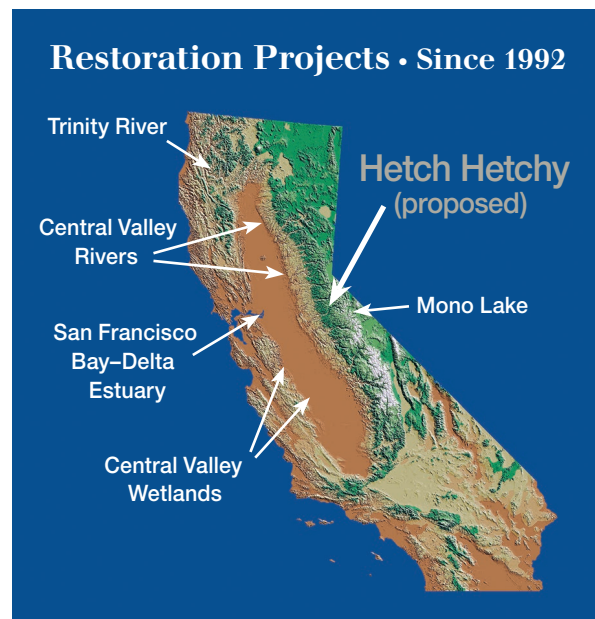 Restoration Projects • Since 1992
Trinity River
Hetch Hetchy
(proposed)
Central Valley
Rivers
Mono Lake
San Francisco
Bay–Delta
Estuary
Central Valley
Wetlands